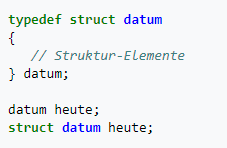 typedef struct datum
{
// Struktur-Elemente
} datum;
datum heute;
struct datum heute;